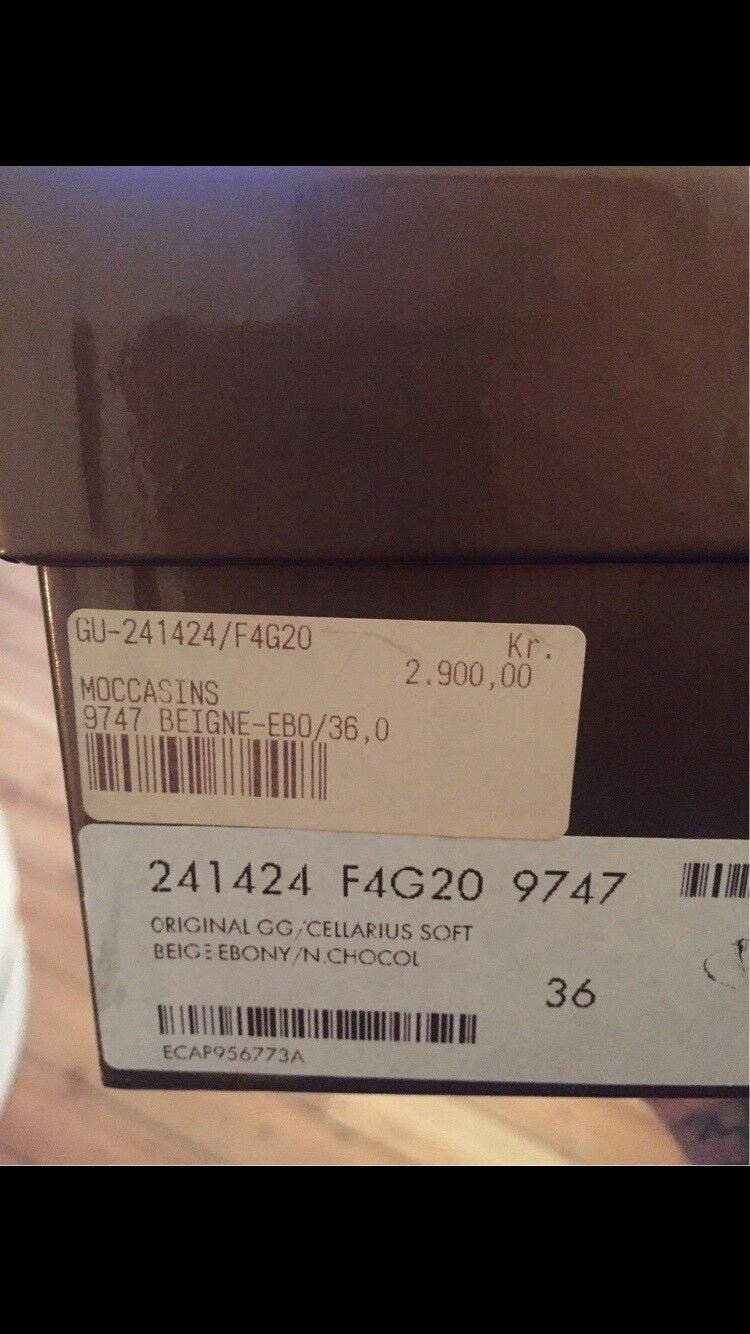 GU-241424/F4G20
Kr.
2.900,00
MOCCASINS
9747 BEIGNE-EBO/36,0
241424 F4G20 9747
ORIGINAL GG/CELLARIUS SOFT
BEIGE-EBONY/N.CHOCOL
36
ECAP956773A